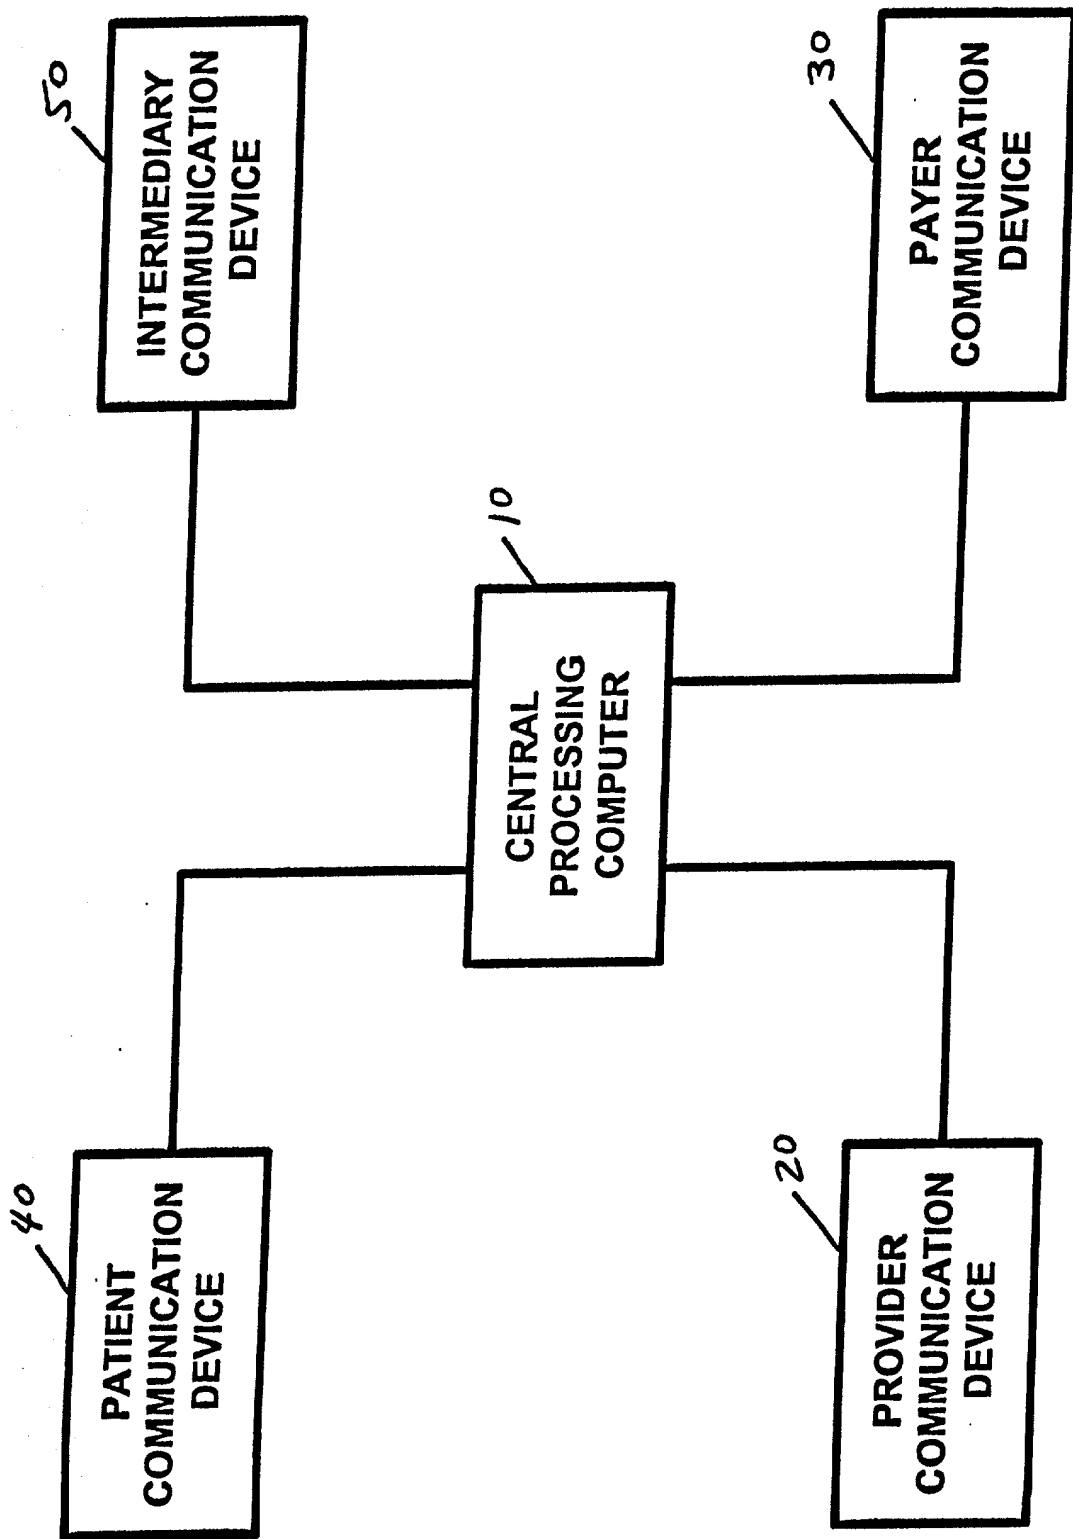 40
PATIENT
COMMUNICATION
DEVICE
50
INTERMEDIARY
COMMUNICATION
DEVICE
10
CENTRAL
PROCESSING
COMPUTER
20
PROVIDER
COMMUNICATION
DEVICE
30
PAYER
COMMUNICATION
DEVICE